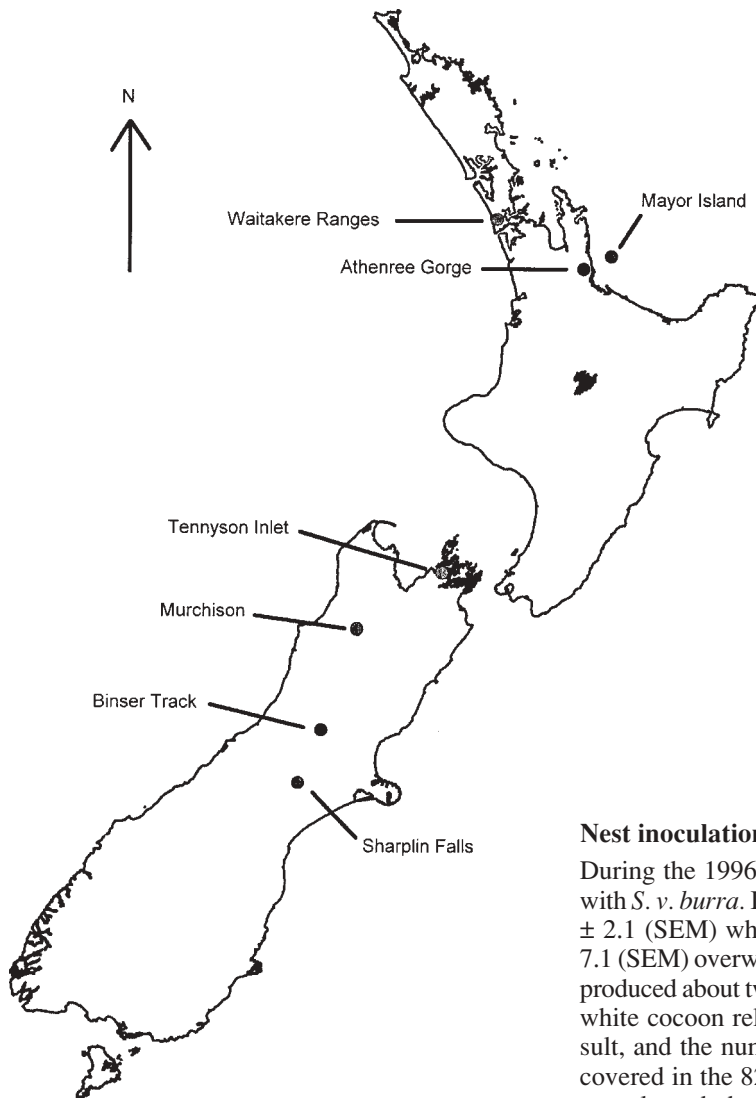 N
Waitakere Ranges
Mayor Island
Athenree Gorge
Tennyson Inlet
Murchison
Binser Track
Sharplin Falls
Nest inoculation
During the 1996
with S. v. burra.
± 2.1 (SEM) wh
7.1 (SEM) overw
produced about tw
white cocoon rel
sult, and the nun
covered in the 82